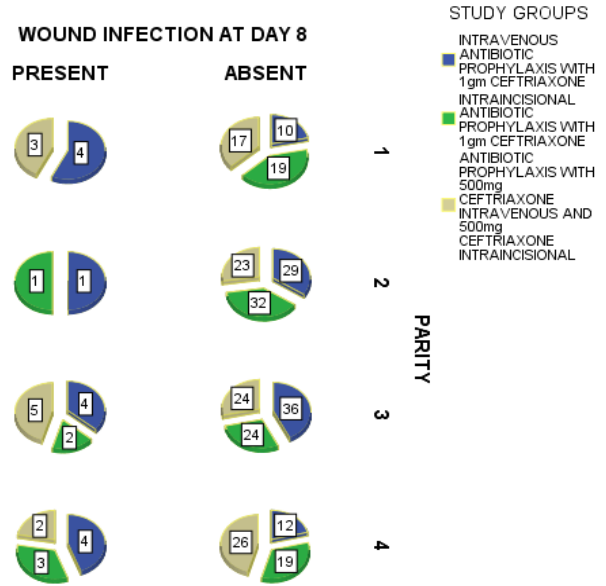 WOUND INFECTION AT DAY 8
PRESENT
ABSENT
STUDY GROUPS
INTRAVENOUS
ANTIBIOTIC
PROPHYLAXIS WITH
1gm CEFTRIAXONE
INTRAINCISIONAL
ANTIBIOTIC
PROPHYLAXIS WITH
1gm CEFTRIAXONE
ANTIBIOTIC
PROPHYLAXIS WITH
500mg
CEFTRIAXONE
INTRAVENOUS AND
500mg
CEFTRIAXONE
INTRAINCISIONAL
3
4
17
10
19
1
1
1
23
29
32
2
PARITY
5
4
2
24
36
24
3
2
4
3
26
12
19
4